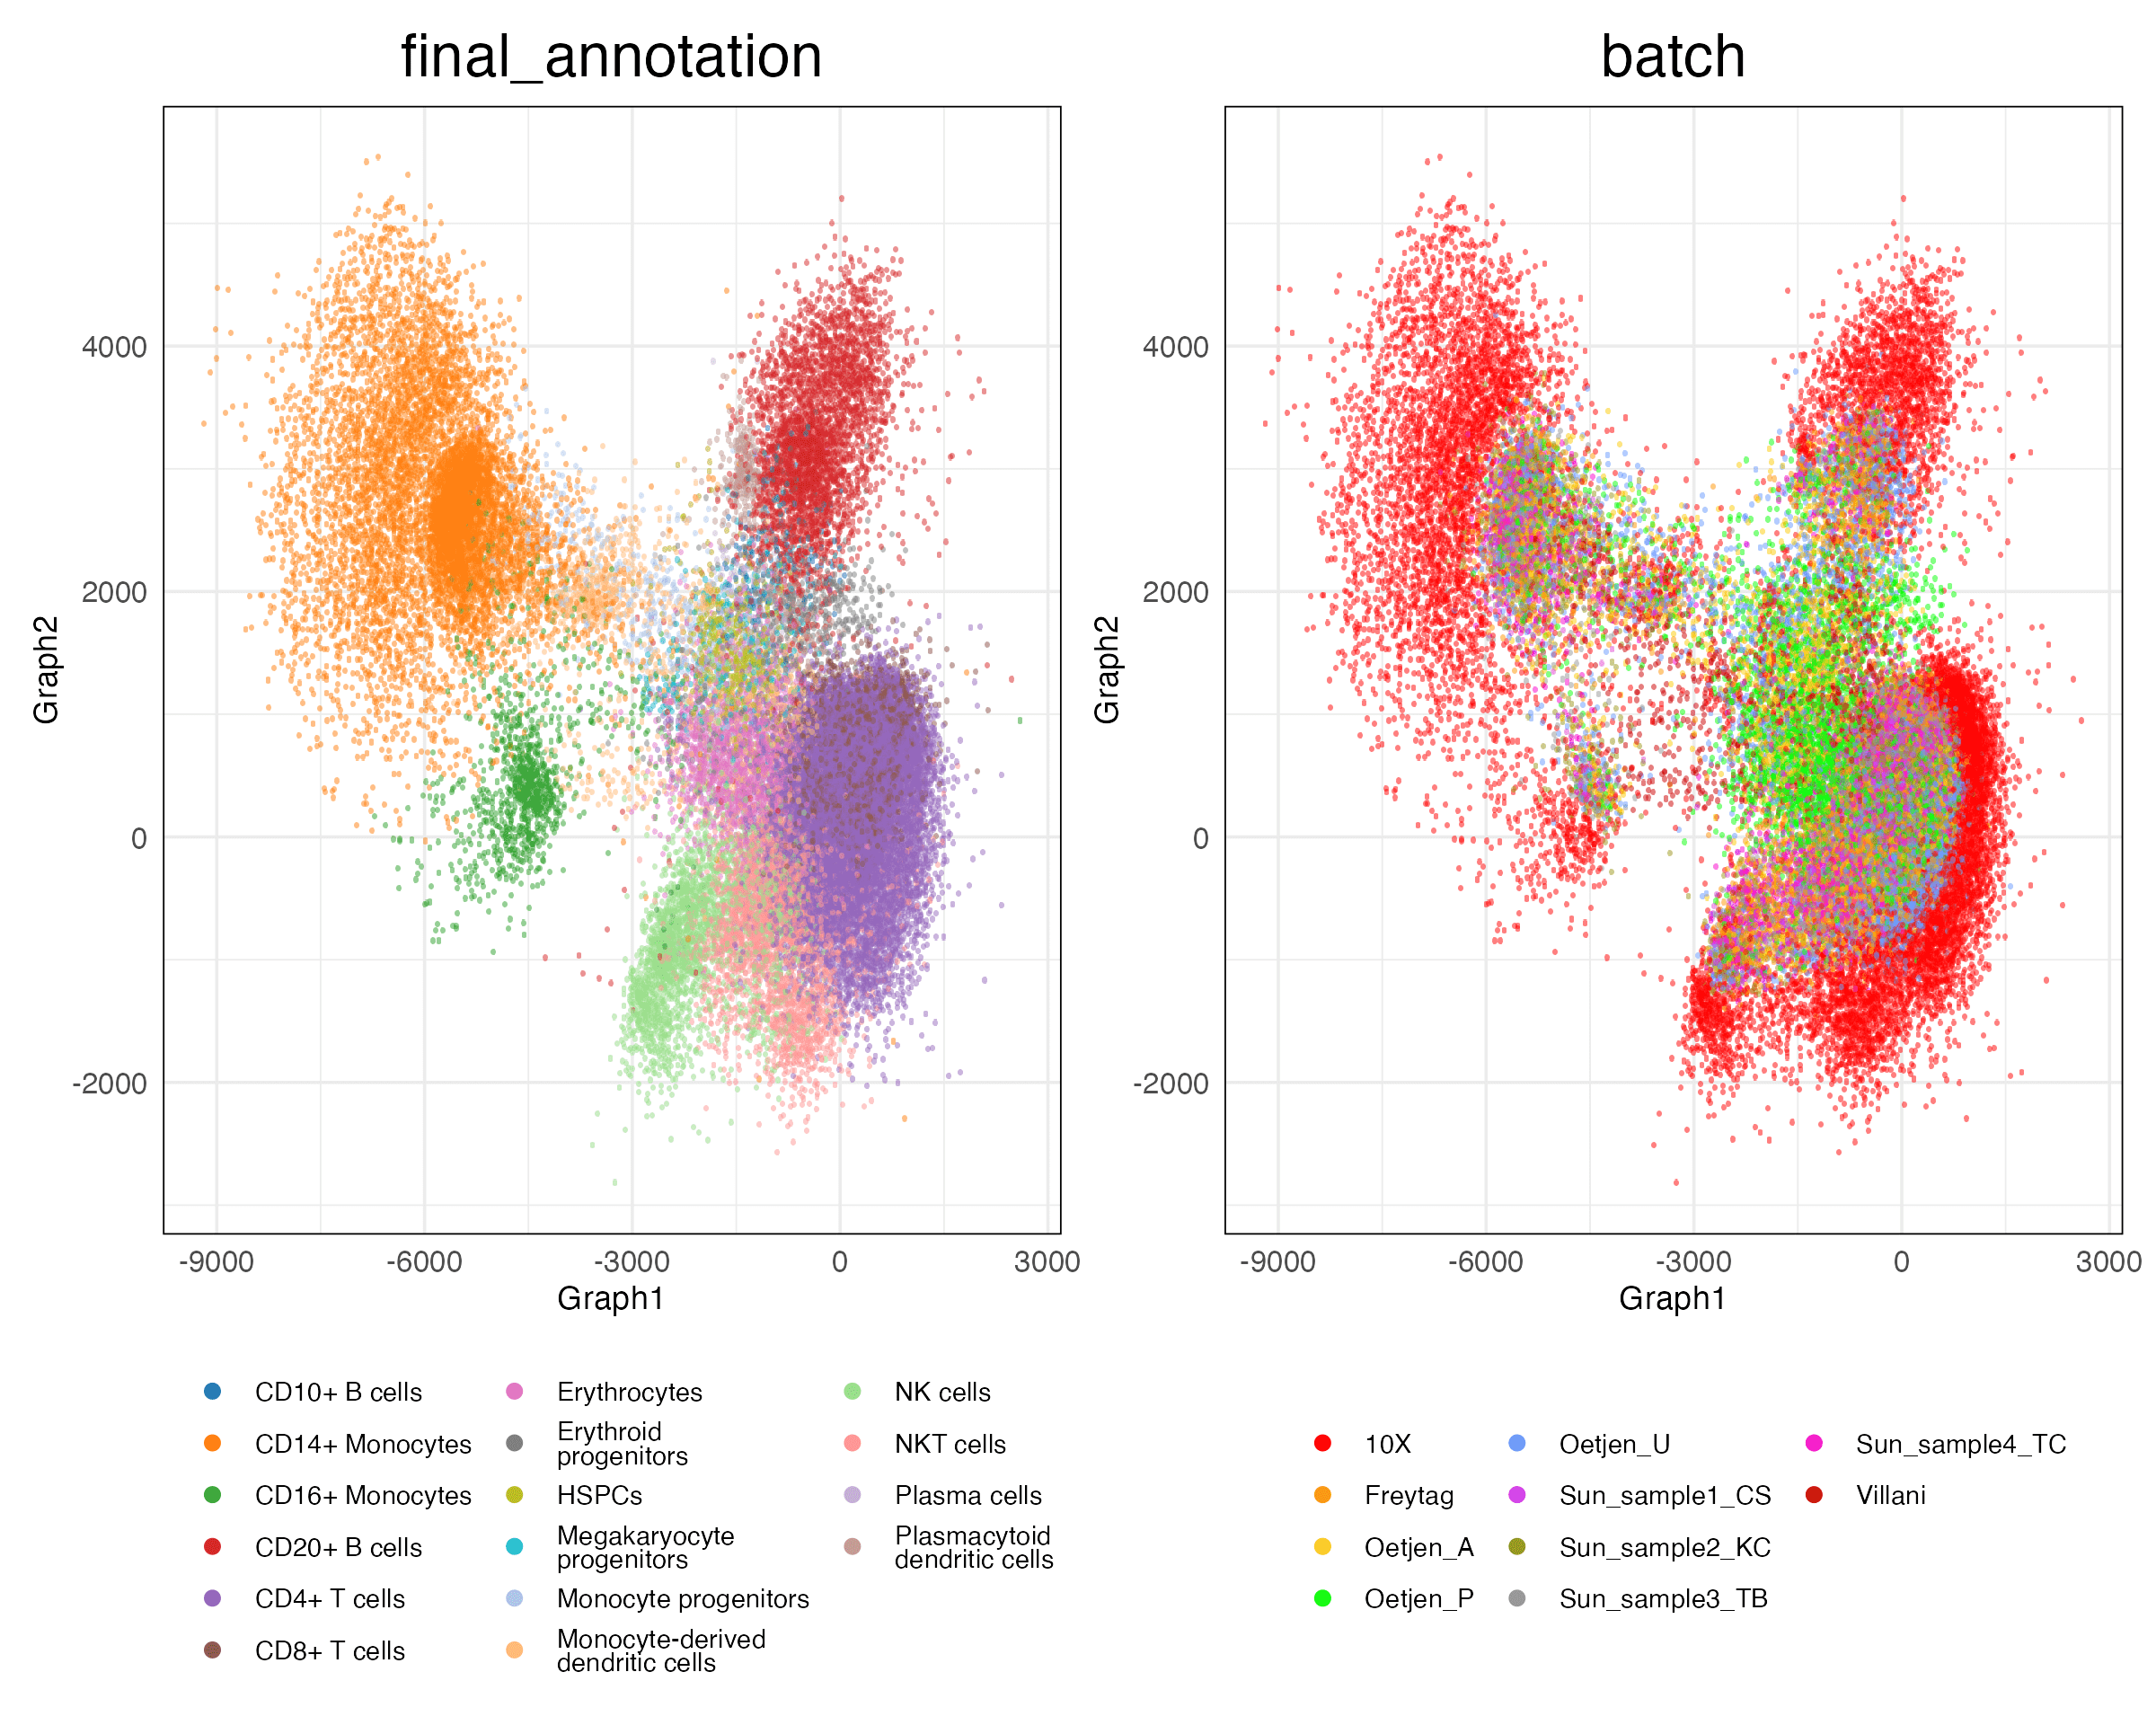 final_annotation
batch
4000
2000
0
-2000
Graph2
-9000
-6000
-3000
0
3000
Graph1
4000
2000
0
-2000
Graph2
-9000
-6000
-3000
0
3000
Graph1
CD10+ B cells
CD14+ Monocytes
CD16+ Monocytes
CD20+ B cells
CD4+ T cells
CD8+ T cells
Erythrocytes
Erythroid
progenitors
HSPCs
Megakaryocyte
progenitors
Monocyte progenitors
Monocyte-derived
dendritic cells
NK cells
NKT cells
Plasma cells
Plasmacytoid
dendritic cells
10X
Freytag
Oetjen_A
Oetjen_P
Oetjen_U
Sun_sample1_CS
Sun_sample2_KC
Sun_sample3_TB
Sun_sample4_TC
Villani